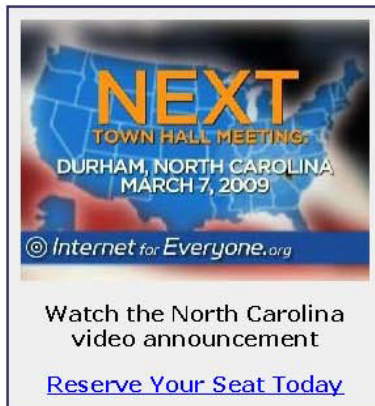 NEXT
TOWN HALL MEETING:
DURHAM, NORTH CAROLINA
MARCH 7, 2009
Internet for Everyone.org
Watch the North Carolina
video announcement
Reserve Your Seat Today